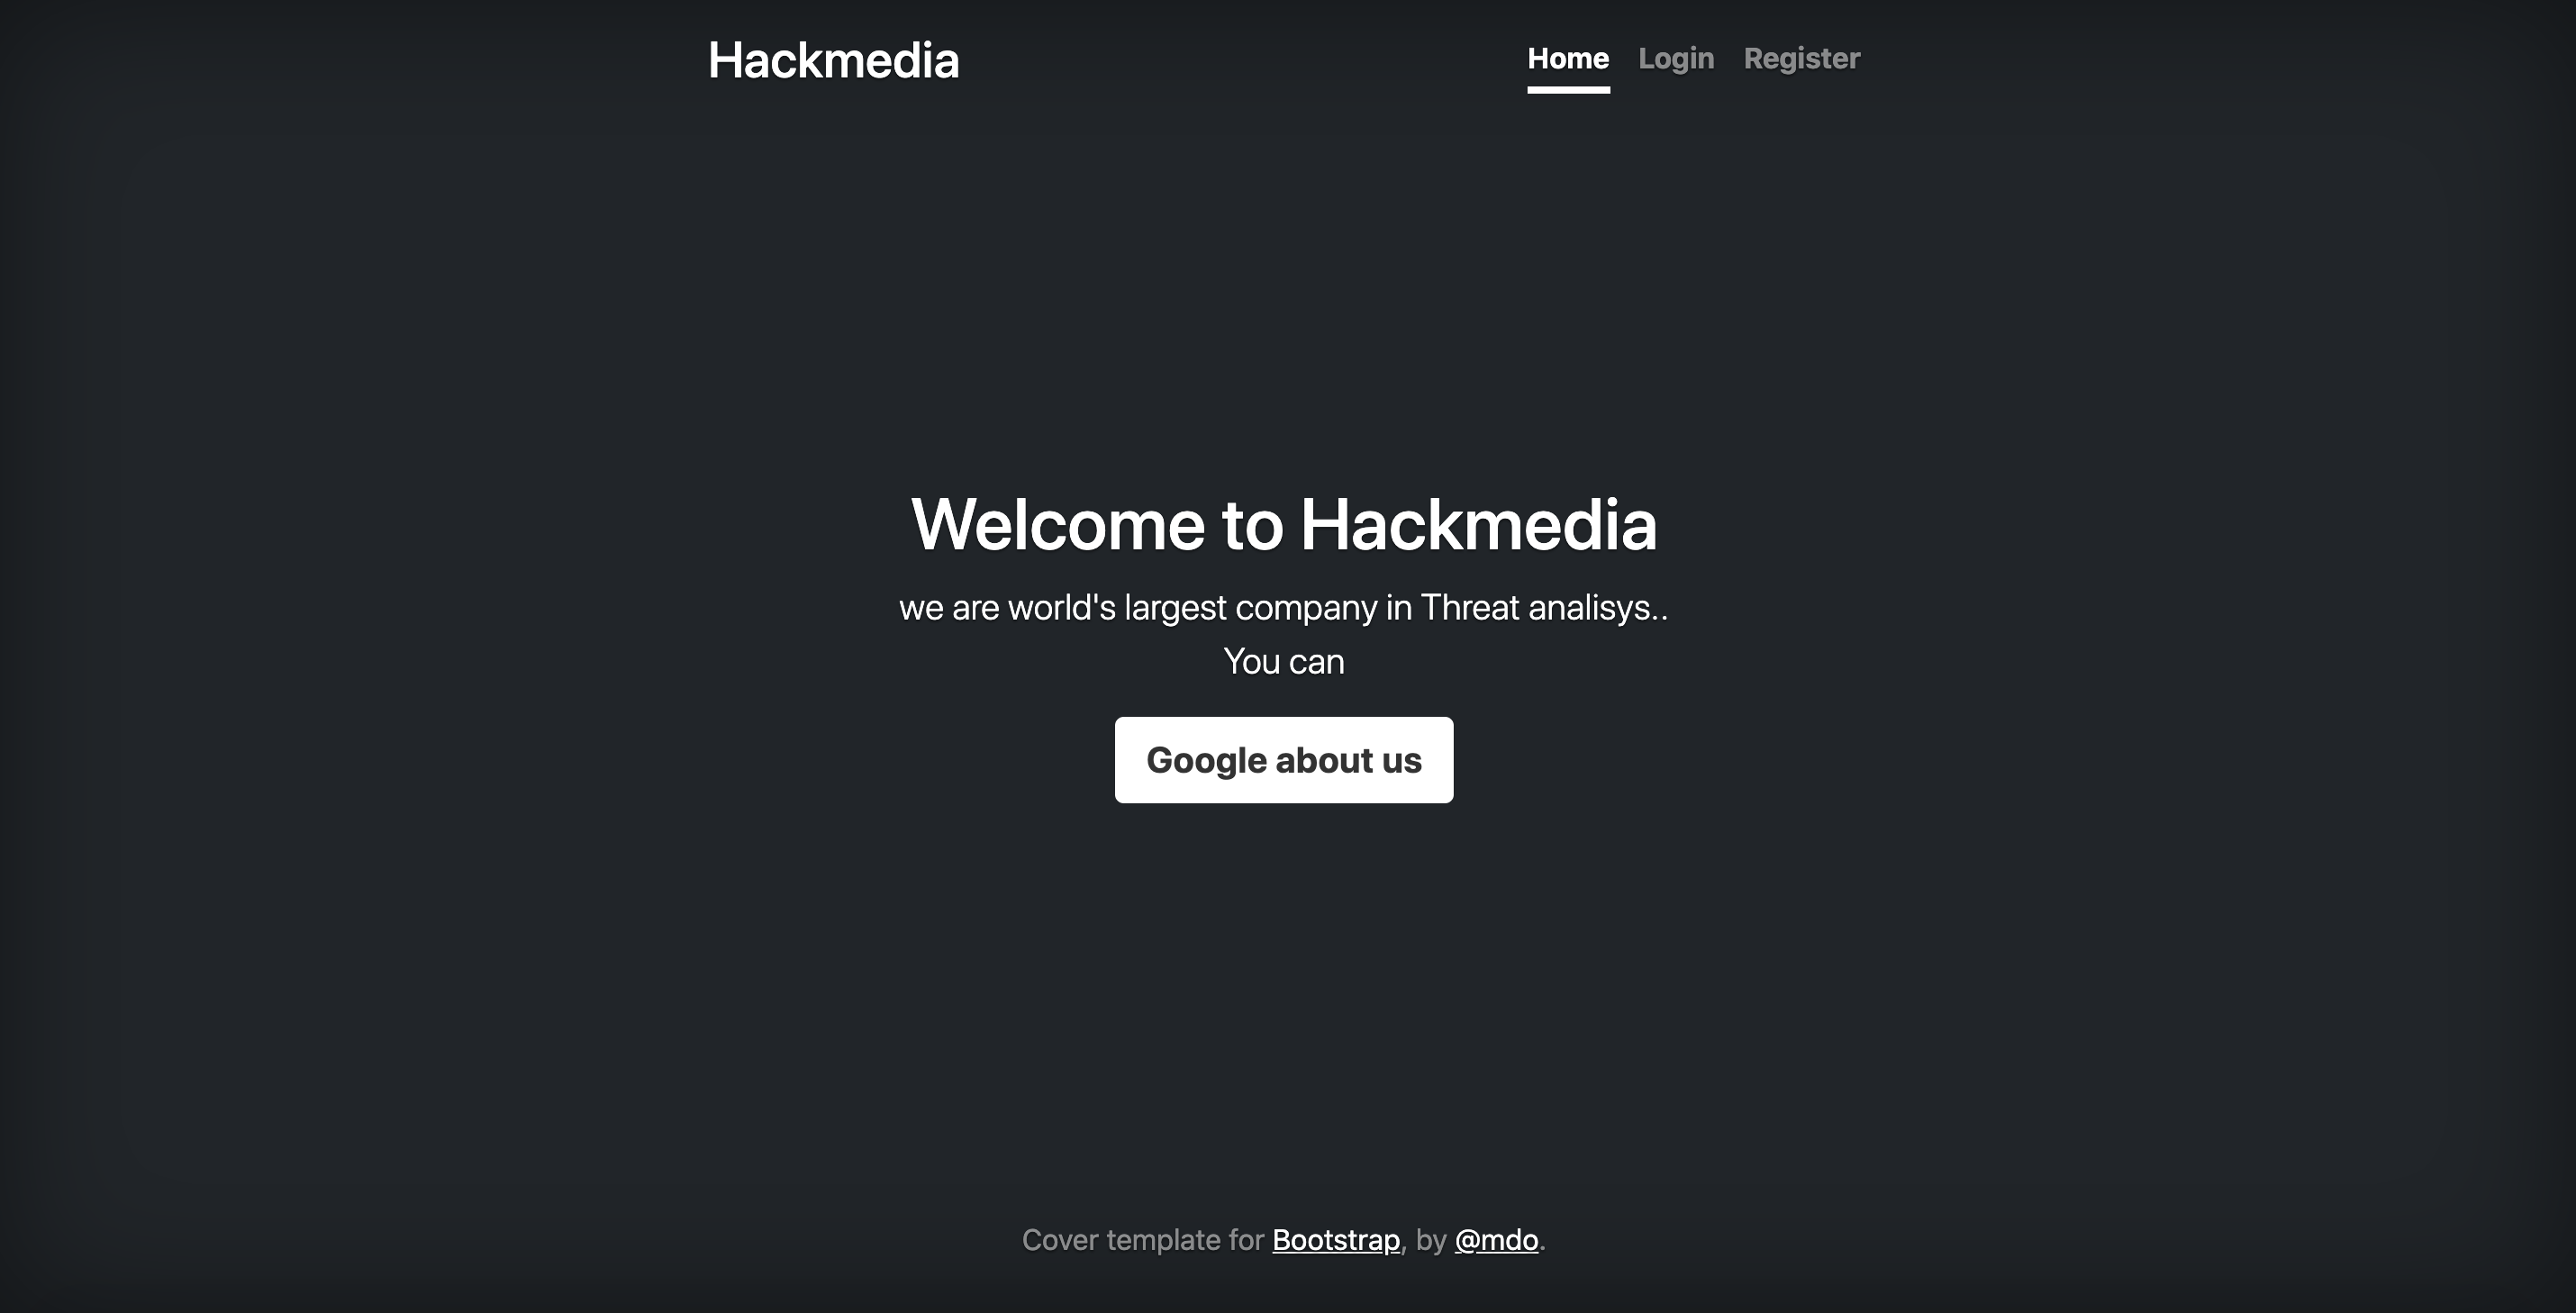 Hackmedia
Home Login Register
Welcome to Hackmedia
we are world's largest company in Threat analisys..
You can
Google about us
Cover template for Bootstrap, by @mdo.